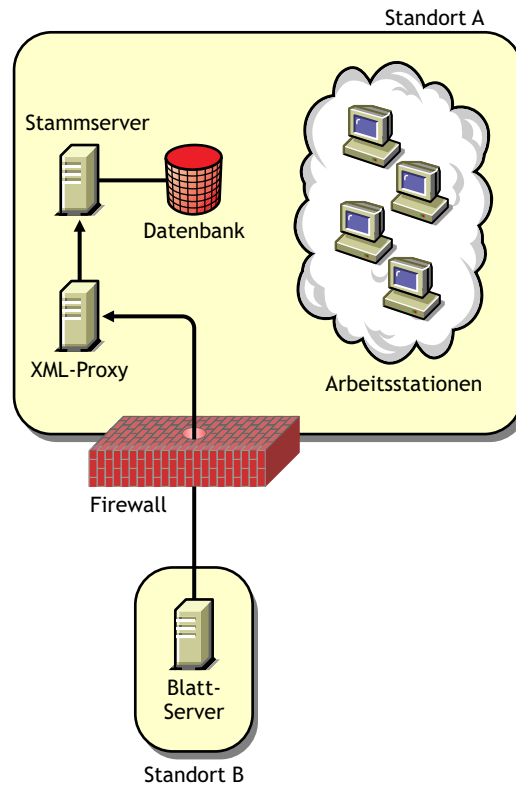 Standort A
Stammserver
Datenbank
XML-Proxy
Arbeitsstationen
Firewall
Blatt-
Server
Standort B